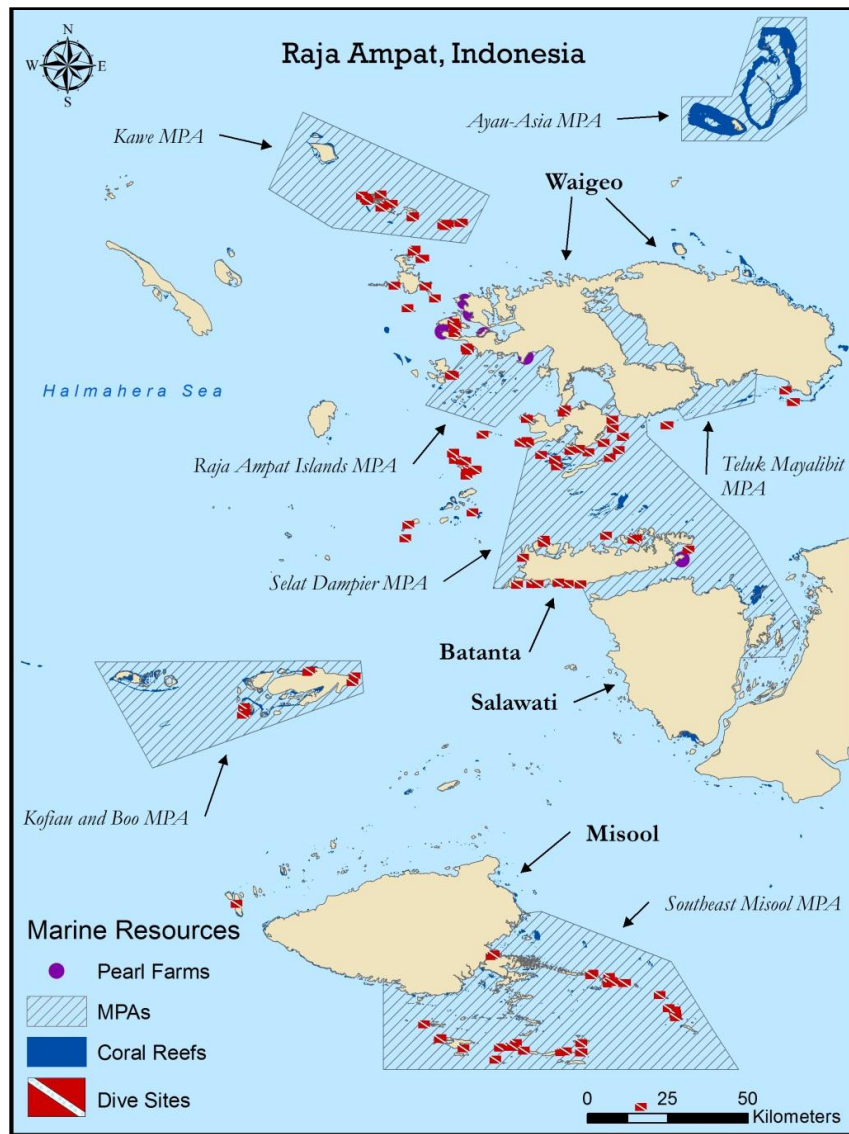 Raja Ampat, Indonesia
N
W E
S
Kawe MPA
Ayau-Asia MPA
Waigeo
Halmahera Sea
Raja Ampat Islands MPA
Teluk Mayalibit
MPA
Selat Dampier MPA
Batanta
Salawati
Kofiau and Boo MPA
Misool
Southeast Misool MPA
Marine Resources
Pearl Farms
MPAs
Coral Reefs
Dive Sites
0 25 50
Kilometers